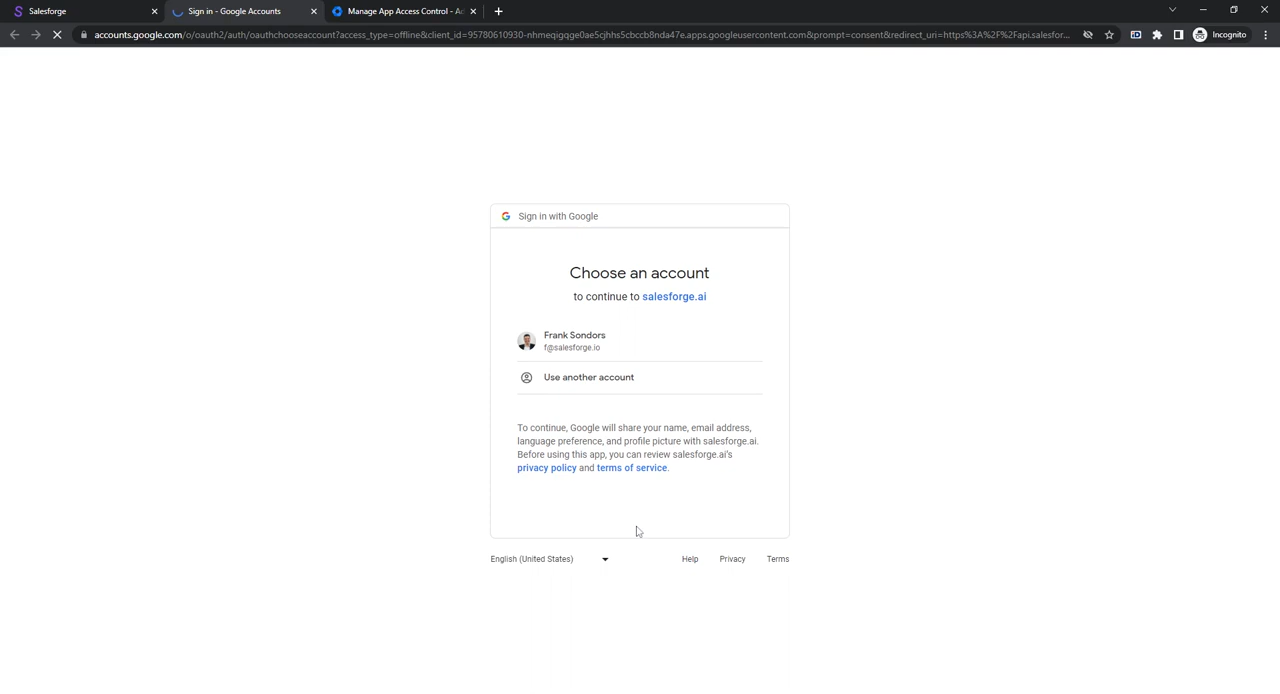 Salesforge
Sign in - Google Accounts
Manage App Access Control - Ac
accounts.google.com/o/oauth2/auth/oauthchooseaccount?access_type=offline&client_id=95780610930-nhmeqigqge0ae5cjhhs5cbccb8nda47e.apps.googleusercontent.com&prompt=consent&redirect_uri=https%3A%2F%2Fapi.salesfor...
Incognito
Sign in with Google
Choose an account
to continue to salesforge.ai
Frank Sondors
f@salesforge.io
Use another account
To continue, Google will share your name, email address,
language preference, and profile picture with salesforge.ai.
Before using this app, you can review salesforge.ai's
privacy policy and terms of service.
English (United States)
Help
Privacy
Terms